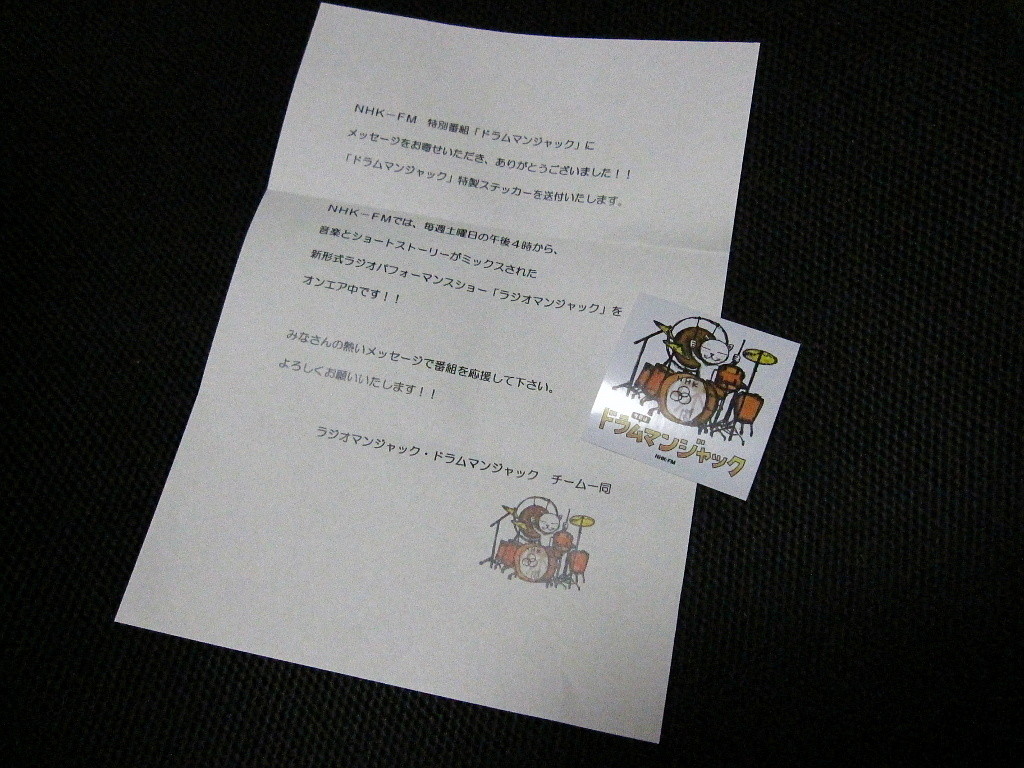 NHK-FM 特別番組「ドラムマンジャック」に
メッセージをお寄せいただき、ありがとうございました！！
「ドラムマンジャック」特製ステッカーを送付いたします。
NHK-FMでは、毎週土曜日の午後４時から、
音楽とショートストーリーがミックスされた
新形式ラジオパフォーマンスショー「ラジオマンジャック」を
オンエア中です！！
みなさんの熱いメッセージで番組を応援して下さい。
よろしくお願いいたします！！
ラジオマンジャック・ドラムマンジャック チーム一同
NHK
ドラムマンジャック
NHK-FM